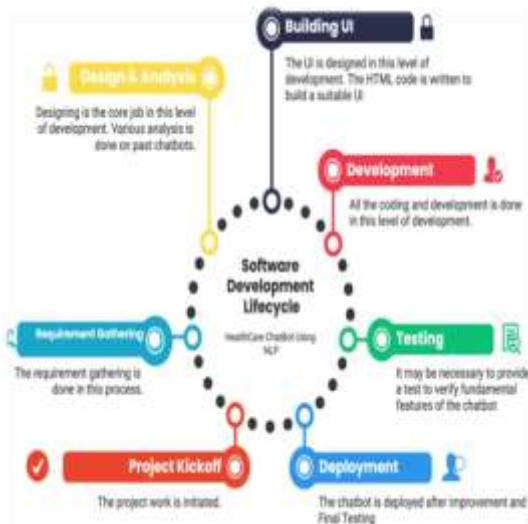 Building UI
The UI is designed in this level of
development. The HTML code is written to
build a suitable UI
Design & Analysis
Designing is the core job in this level
of development. Various analysis is
done on past chatbots.
Development
All the coding and development is done
in this level of development.
Software
Development
Lifecycle
HealthCare ChatBot Using
NLP
Requirement Gathering
The requirement gathering is
done in this process.
Testing
It may be necessary to provide
a test to verify fundamental
features of the chatbot
Project Kickoff
The project work is initiated.
Deployment
The chatbot is deployed after improvement and
Final Testing